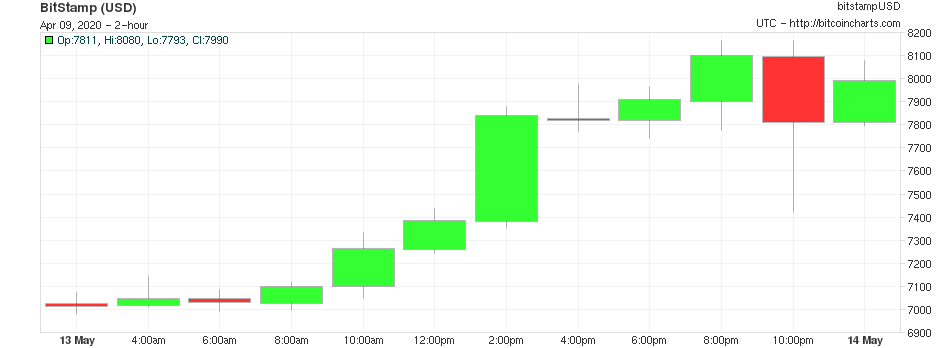 BitStamp (USD)
bitstampUSD
Apr 09, 2020 - 2-hour
UTC - http://bitcoincharts.com
Op:7811, Hi:8080, Lo:7793, Cl:7990
8200
8100
8000
7900
7800
7700
7600
7500
7400
7300
7200
7100
7000
6900
13 May 4:00am 6:00am 8:00am 10:00am 12:00pm 2:00pm 4:00pm 6:00pm 8:00pm 10:00pm 14 May